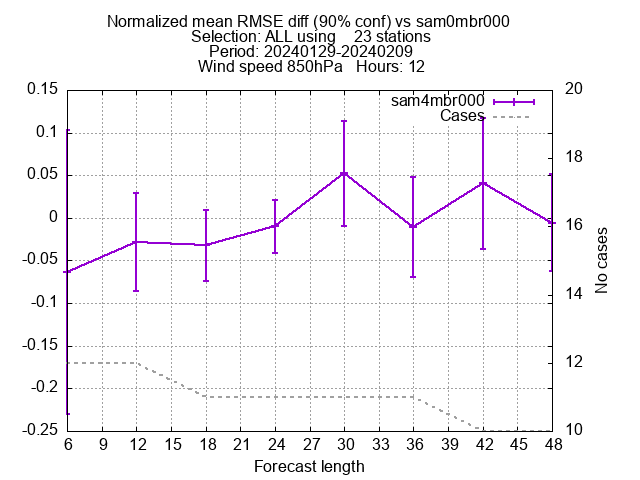 Normalized mean RMSE diff (90% conf) vs sam0mbr000
Selection: ALL using    23 stations
Period: 20240129-20240209
Wind speed 850hPa   Hours: 12
sam4mbr000
Cases
0.15
0.1
0.05
0
-0.05
-0.1
-0.15
-0.2
-0.25
20
18
16
14
12
10
No cases
6 9 12 15 18 21 24 27 30 33 36 39 42 45 48
Forecast length